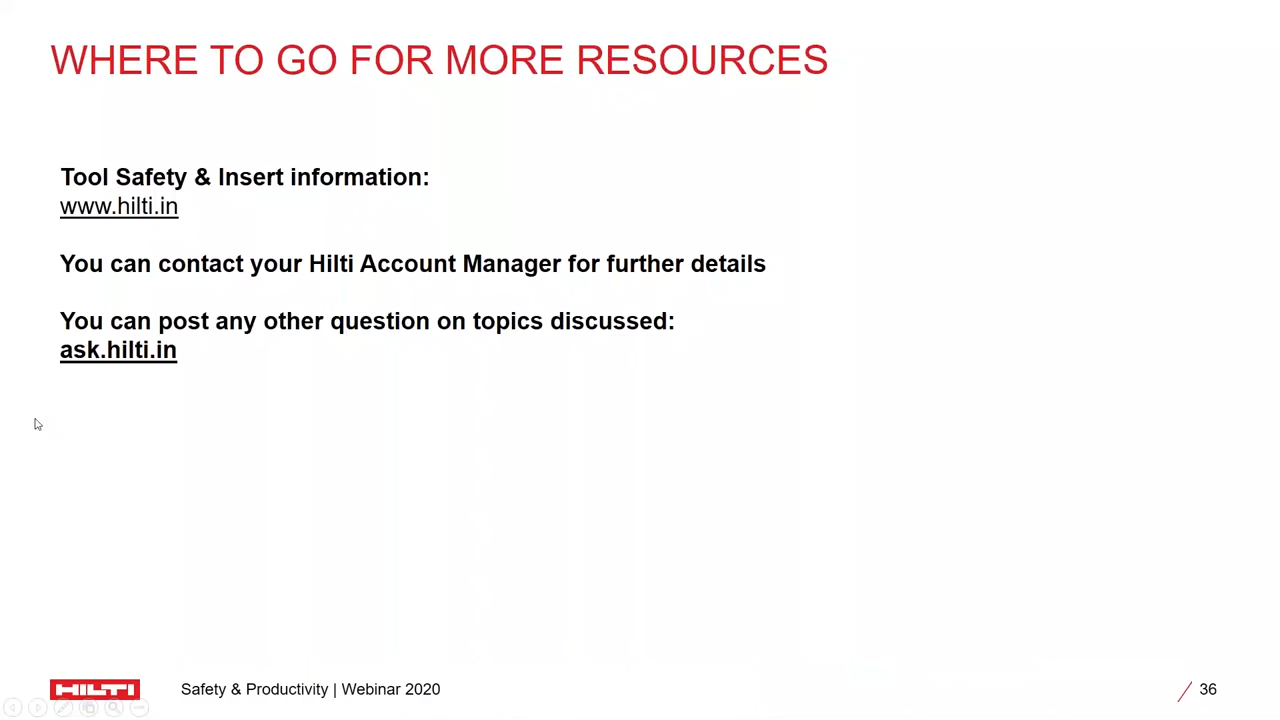 WHERE TO GO FOR MORE RESOURCES
Tool Safety & Insert information:
www.hilti.in
You can contact your Hilti Account Manager for further details
You can post any other question on topics discussed:
ask.hilti.in
HILTI
Safety & Productivity | Webinar 2020
36